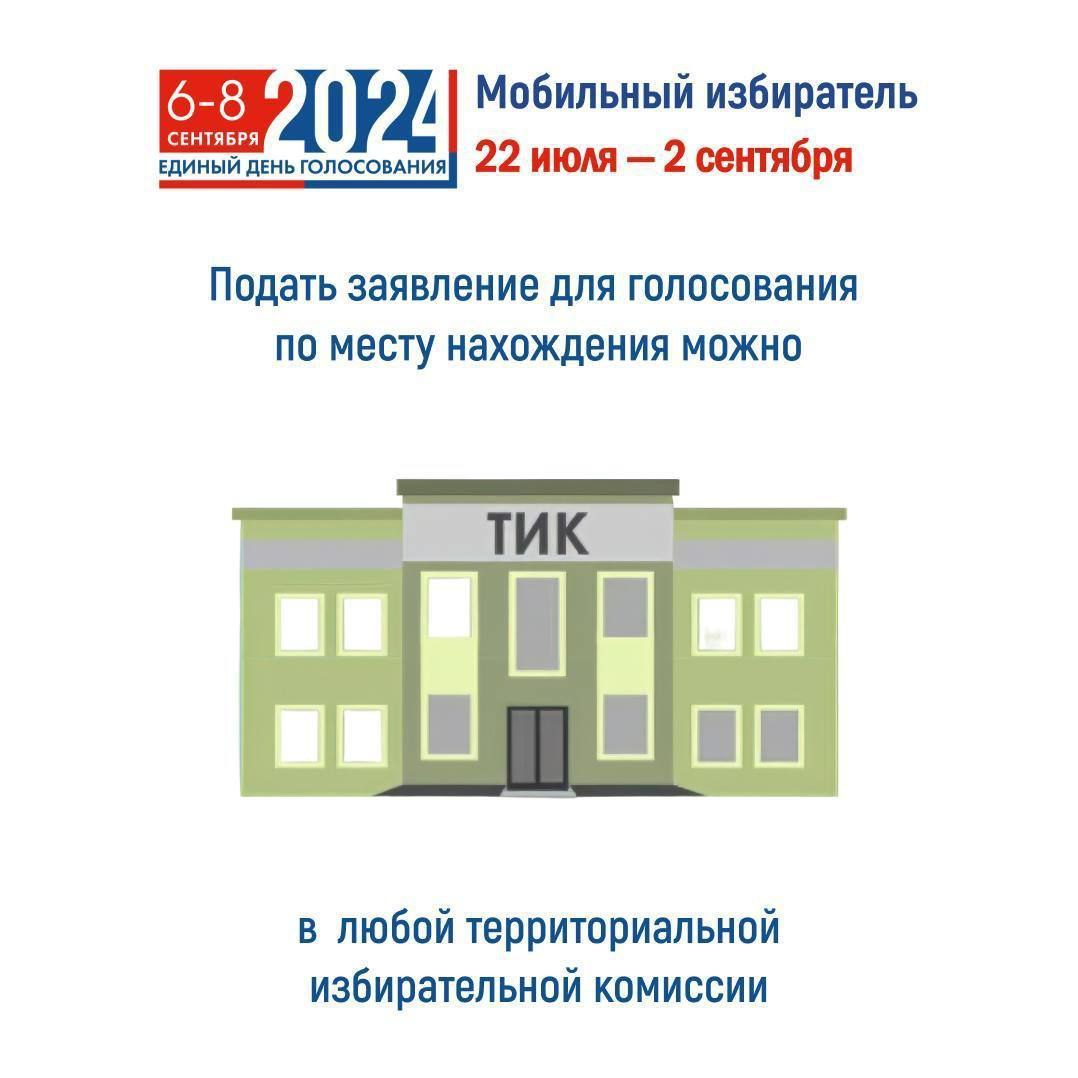 6-8
СЕНТЯБРЯ
2024
ЕДИНЫЙ ДЕНЬ ГОЛОСОВАНИЯ
Мобильный избиратель
22 июля – 2 сентября
Подать заявление для голосования
по месту нахождения можно
ТИК
в любой территориальной
избирательной комиссии